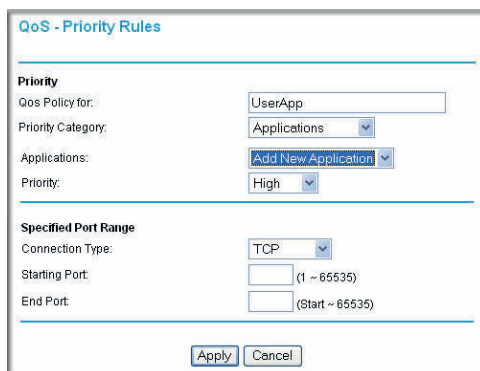 QoS - Priority Rules
Priority
Qos Policy for: UserApp
Priority Category: Applications
Applications: Add New Application
Priority: High
Specified Port Range
Connection Type: TCP
Starting Port: (1 ~ 65535)
End Port: (Start ~ 65535)
Apply Cancel